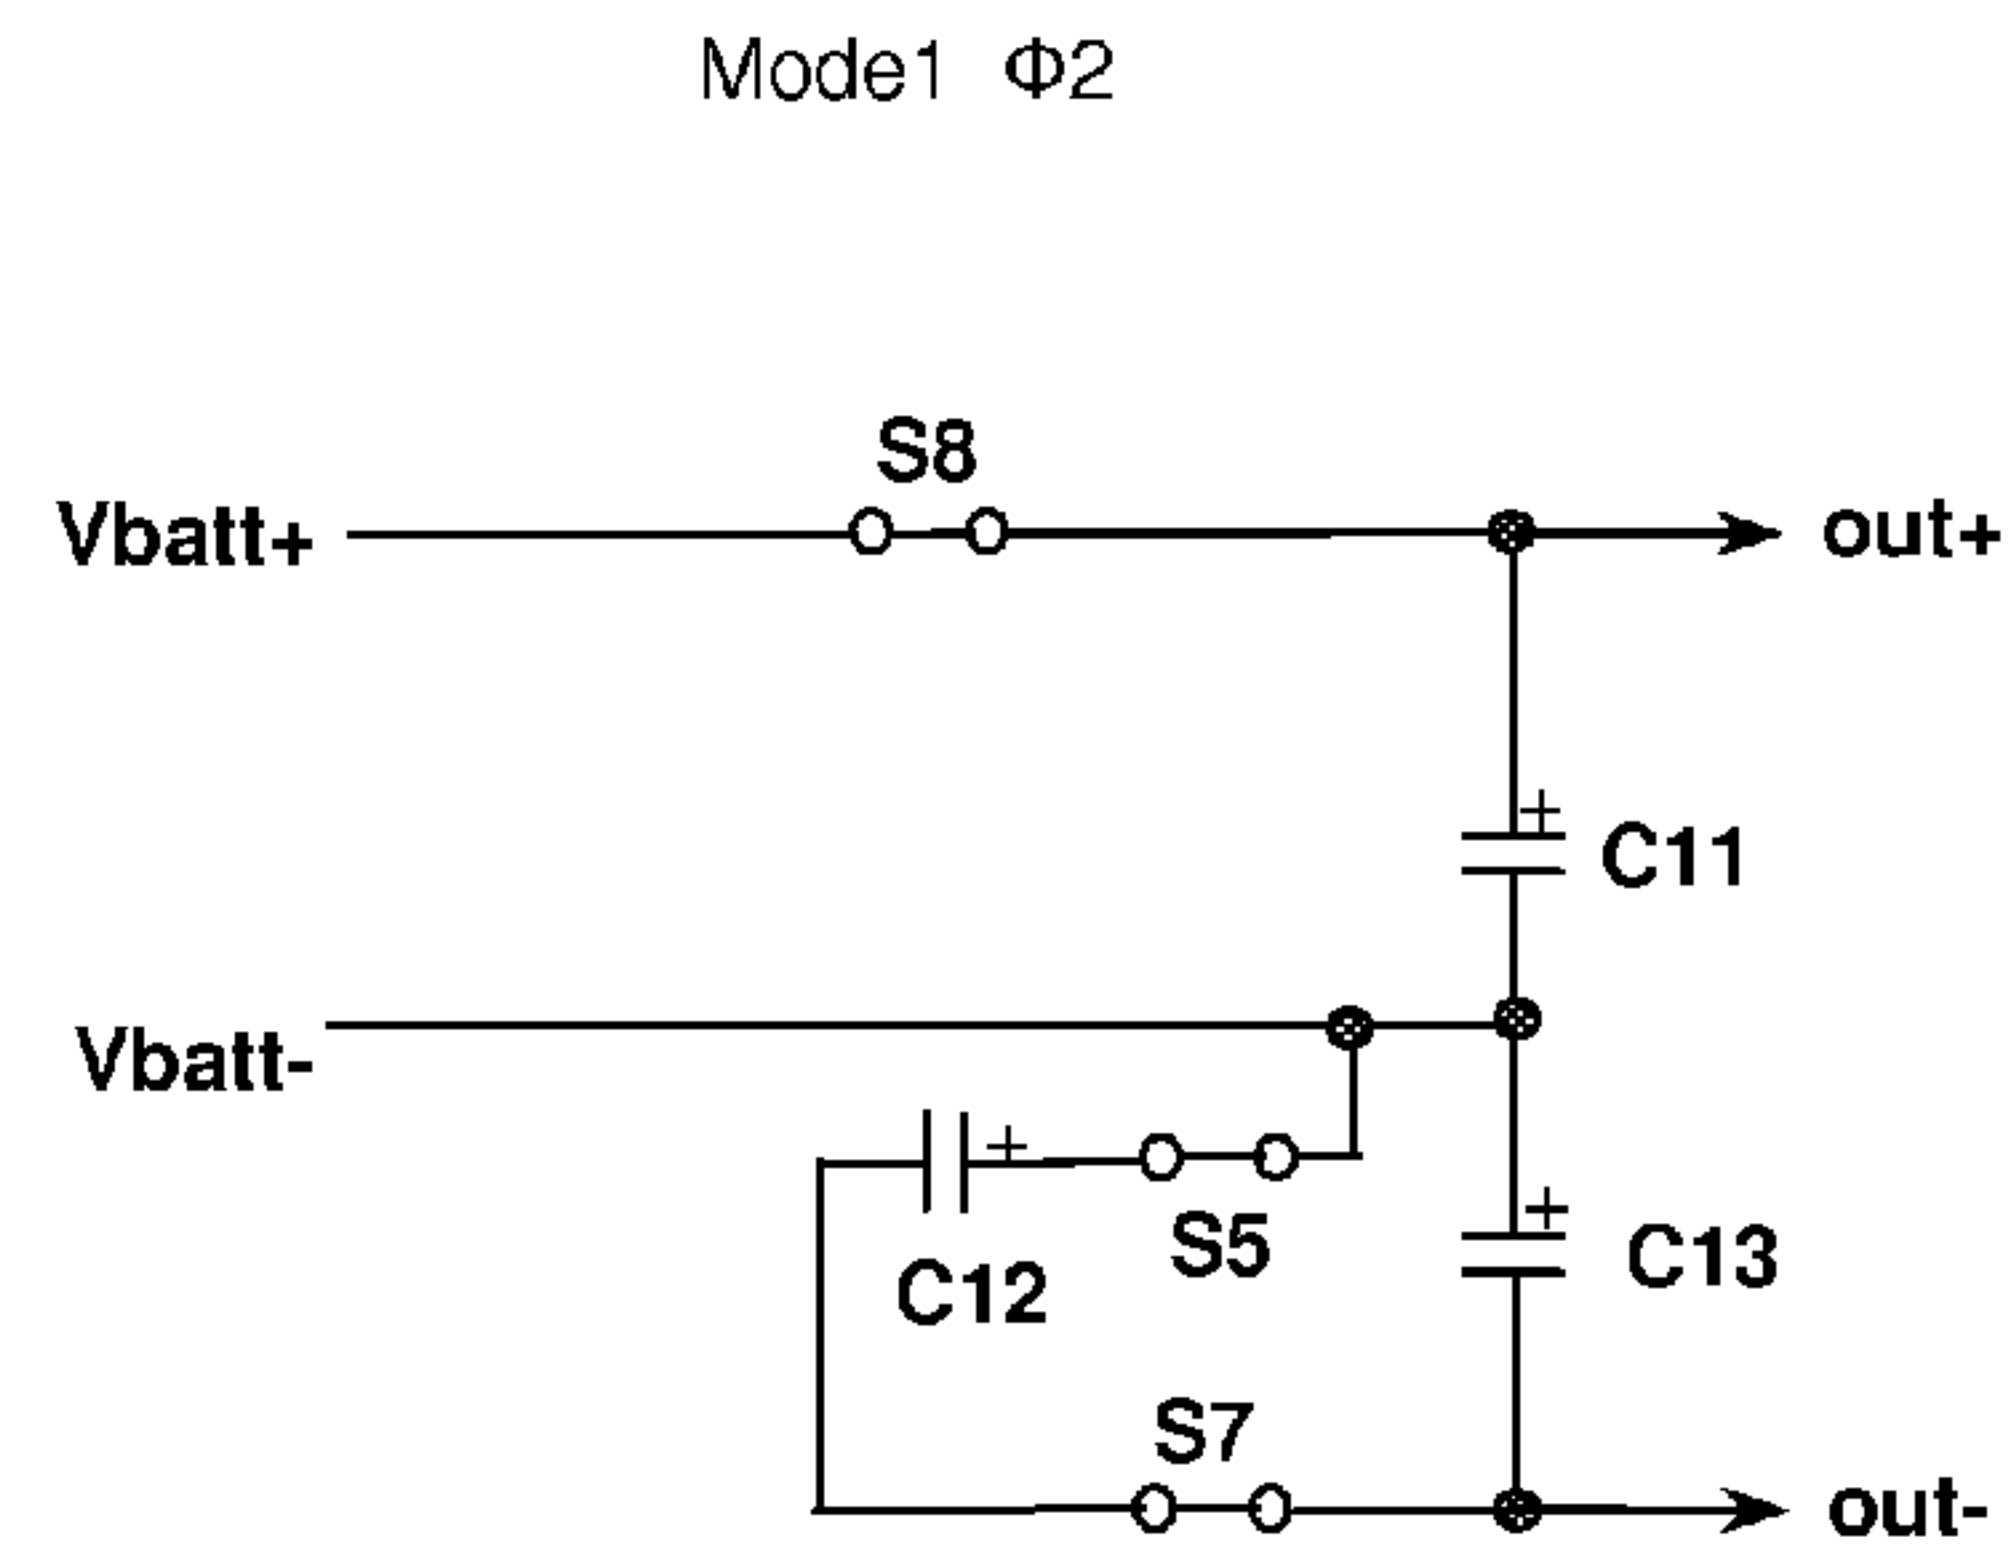 Mode1 Φ2
S8
Vbatt+
out+
+
C11
Vbatt-
+
S5
C12
+
C13
S7
out-